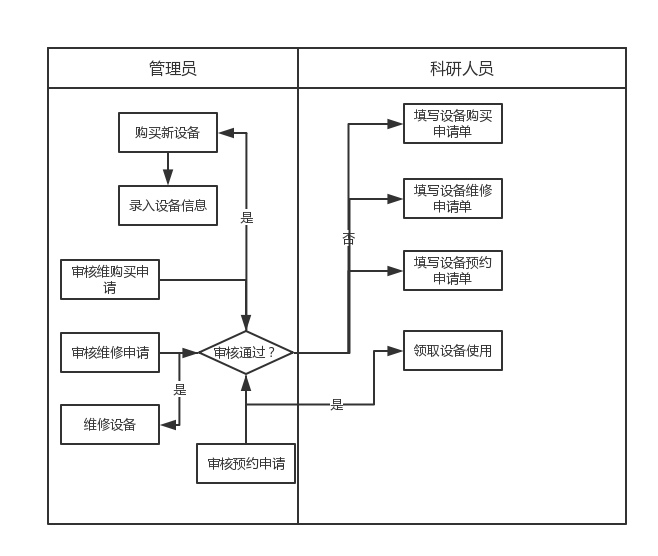 管理员
科研人员
购买新设备
填写设备购买
申请单
录入设备信息
填写设备维修
申请单
是
否
审核维购买申
请
填写设备预约
申请单
审核维修申请
审核通过？
领取设备使用
是
是
维修设备
审核预约申请